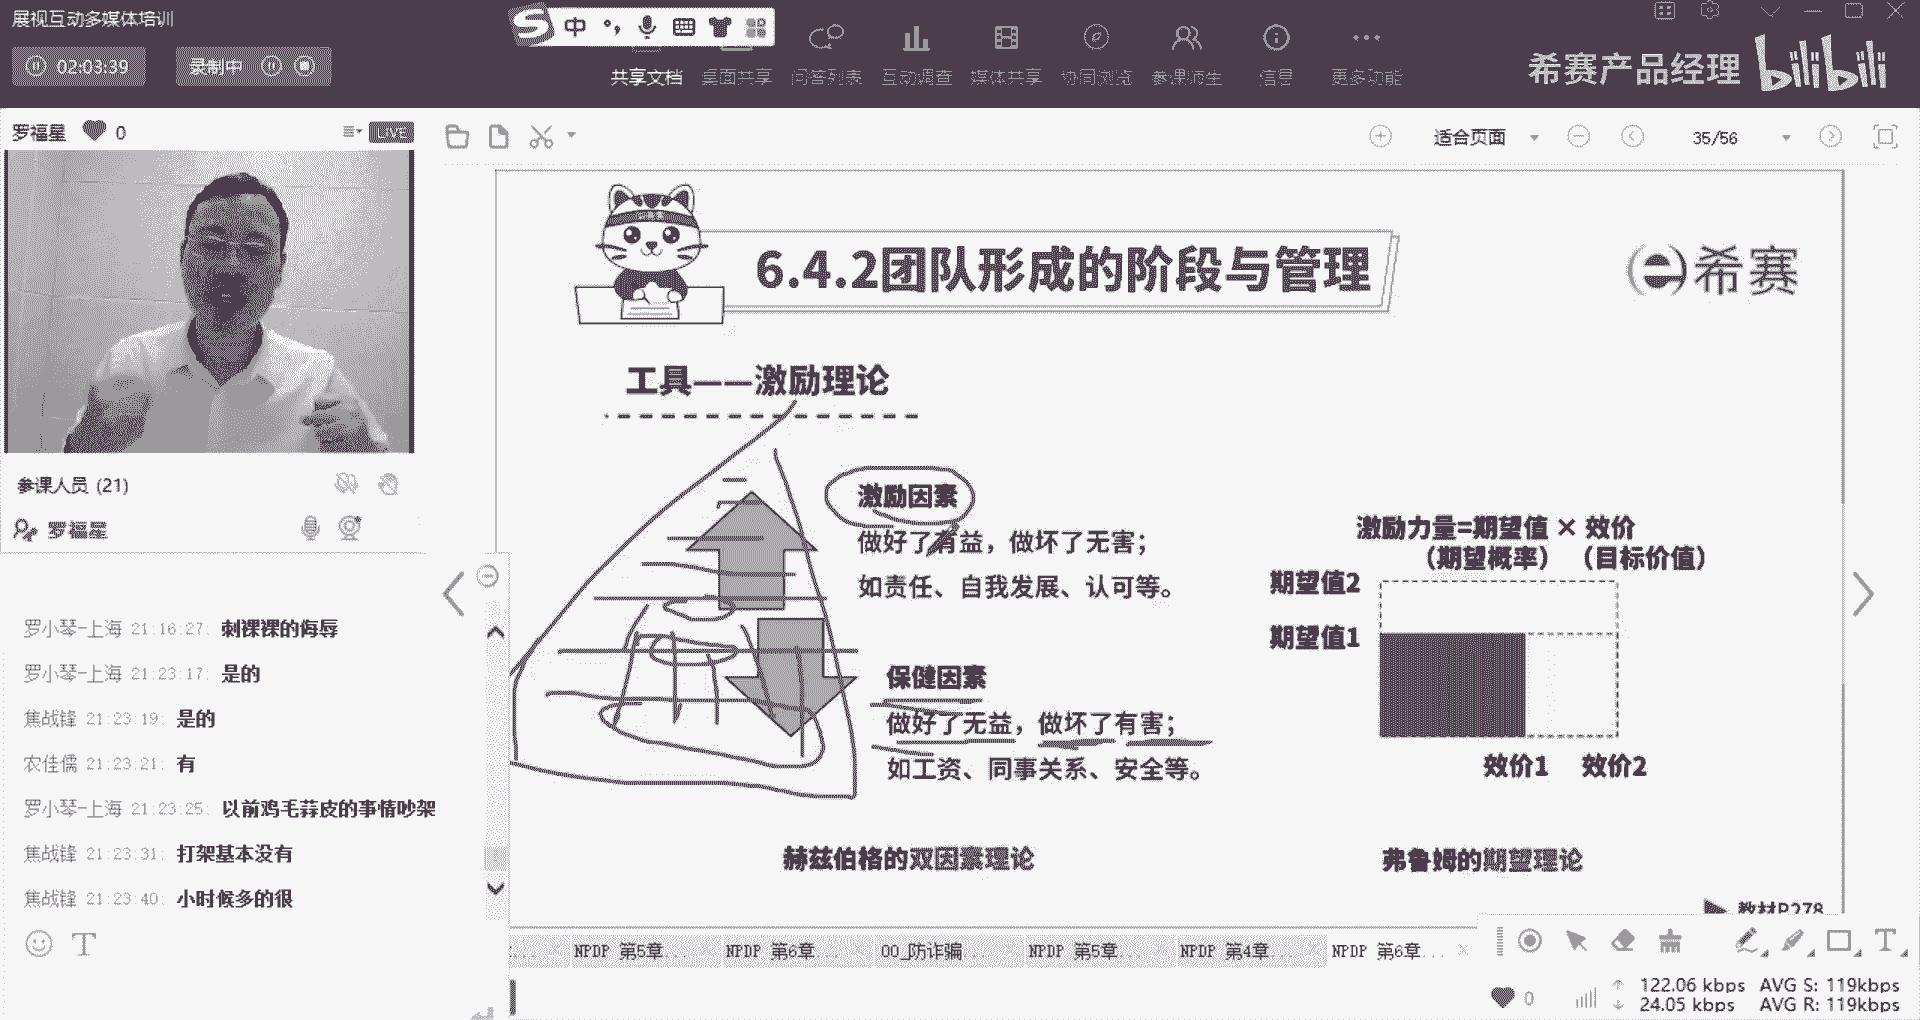 展视互动多媒体培训
中
02:03:39
录制中
共享文档 桌面共享 问答列表 互动调查 媒体共享 协同浏览 参课师生 信息 更多功能
希赛产品经理 bilibili
罗福星 0
LIVE
适合页面
35/56
6.4.2团队形成的阶段与管理
希赛
工具——激励理论
激励因素
做好了有益，做坏了无害；
如责任、自我发展、认可等。
保健因素
做好了无益，做坏了有害；
如工资、同事关系、安全等。
赫兹伯格的双因素理论
激励力量=期望值 × 效价
（期望概率）（目标价值）
期望值2
期望值1
效价1 效价2
弗鲁姆的期望理论
教材P278
参课人员 (21)
罗福星
罗小琴-上海 21:16:27: 刺裸裸的侮辱
罗小琴-上海 21:23:17: 是的
焦战锋 21:23:19: 是的
农佳儒 21:23:21: 有
罗小琴-上海 21:23:25: 以前鸡毛蒜皮的事情吵架
焦战锋 21:23:31: 打架基本没有
焦战锋 21:23:40: 小时候多的很
NPDP 第5章... NPDP 第6章... 00_防诈骗... NPDP 第5章... NPDP 第4章... NPDP 第6章...
0
122.06 kbps AVG S: 119kbps
24.05 kbps AVG R: 119kbps